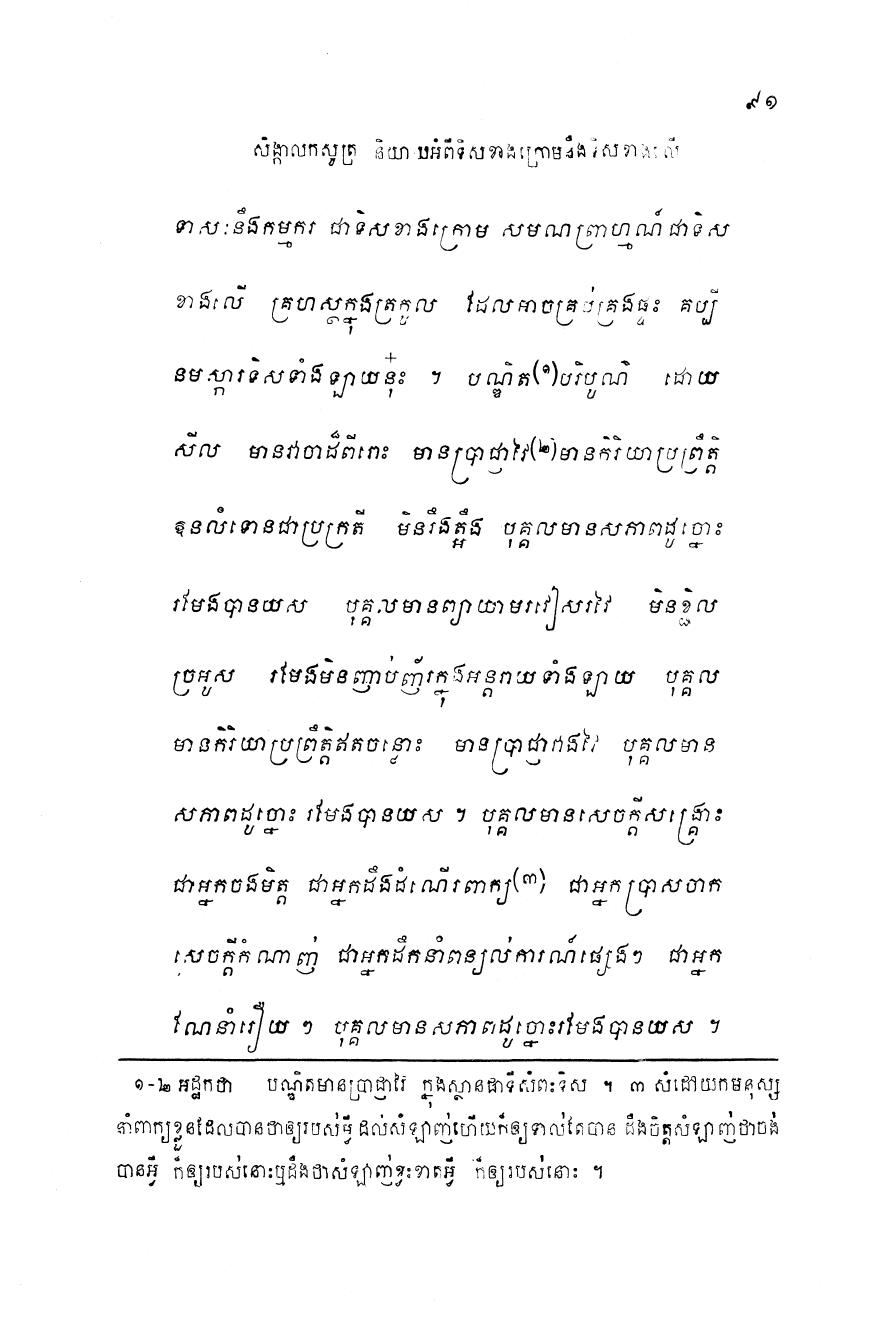 ៩១
សិង្គាលកសូត្រ និយាយអំពីទិសខាងក្រោមនឹងទិសខាងលើ
ទាសៈនឹងកម្មករ ជាទិសខាងក្រោម សមណព្រាហ្មណ៍ជាទិស
ខាងលើ គ្រហស្ថក្នុងត្រកូល ដែលអាចគ្រប់គ្រងផ្ទះ គប្បី
នមស្ការទិសទាំងឡាយនុ៎ះ ។ បណ្ឌិត(១)បរិបូណ៌ ដោយ
សីល មានវាចាដ៏ពីរោះ មានប្រាជ្ញាវៃ(២)មានកិរិយាប្រព្រឹត្តិ
ឱនលំទោនជាប្រក្រតី មិនរឹងត្អឹង បុគ្គលមានសភាពដូច្នោះ
រមែងបានយស បុគ្គលមានព្យាយាមរវៀសរវៃ មិនខ្ជិល
ច្រអូស រមែងមិនញាប់ញ័រក្នុងអន្តរាយទាំងឡាយ បុគ្គល
មានកិរិយាប្រព្រឹត្តិឥតចន្លោះ មានប្រាជ្ញាវាងវៃ បុគ្គលមាន
សភាពដូច្នោះ រមែងបានយស ។ បុគ្គលមានសេចក្តីសង្គ្រោះ
ជាអ្នកចងមិត្ត ជាអ្នកដឹងដំណើរពាក្យ(៣) ជាអ្នកប្រាសចាក
សេចក្តីកំណាញ់ ជាអ្នកដឹកនាំពន្យល់ការណ៍ផ្សេងៗ ជាអ្នក
ណែនាំរឿយ ៗ បុគ្គលមានសភាពដូច្នោះរមែងបានយស ។
១-២ អដ្ឋកថា បណ្ឌិតមានប្រាជ្ញាវៃ ក្នុងស្ថានជាទីសំពះទិស ។ ៣ សំដៅយកមនុស្ស
នាំពាក្យខ្លួនដែលបានថាឲ្យរបស់អ្វី ដល់សំឡាញ់ហើយក៏ឲ្យទាល់តែបាន ដឹងចិត្តសំឡាញ់ថាចង់
បានអ្វី ក៏ឲ្យរបស់នោះឬដឹងថាសំឡាញ់ខ្វះខាតអ្វី ក៏ឲ្យរបស់នោះ ។